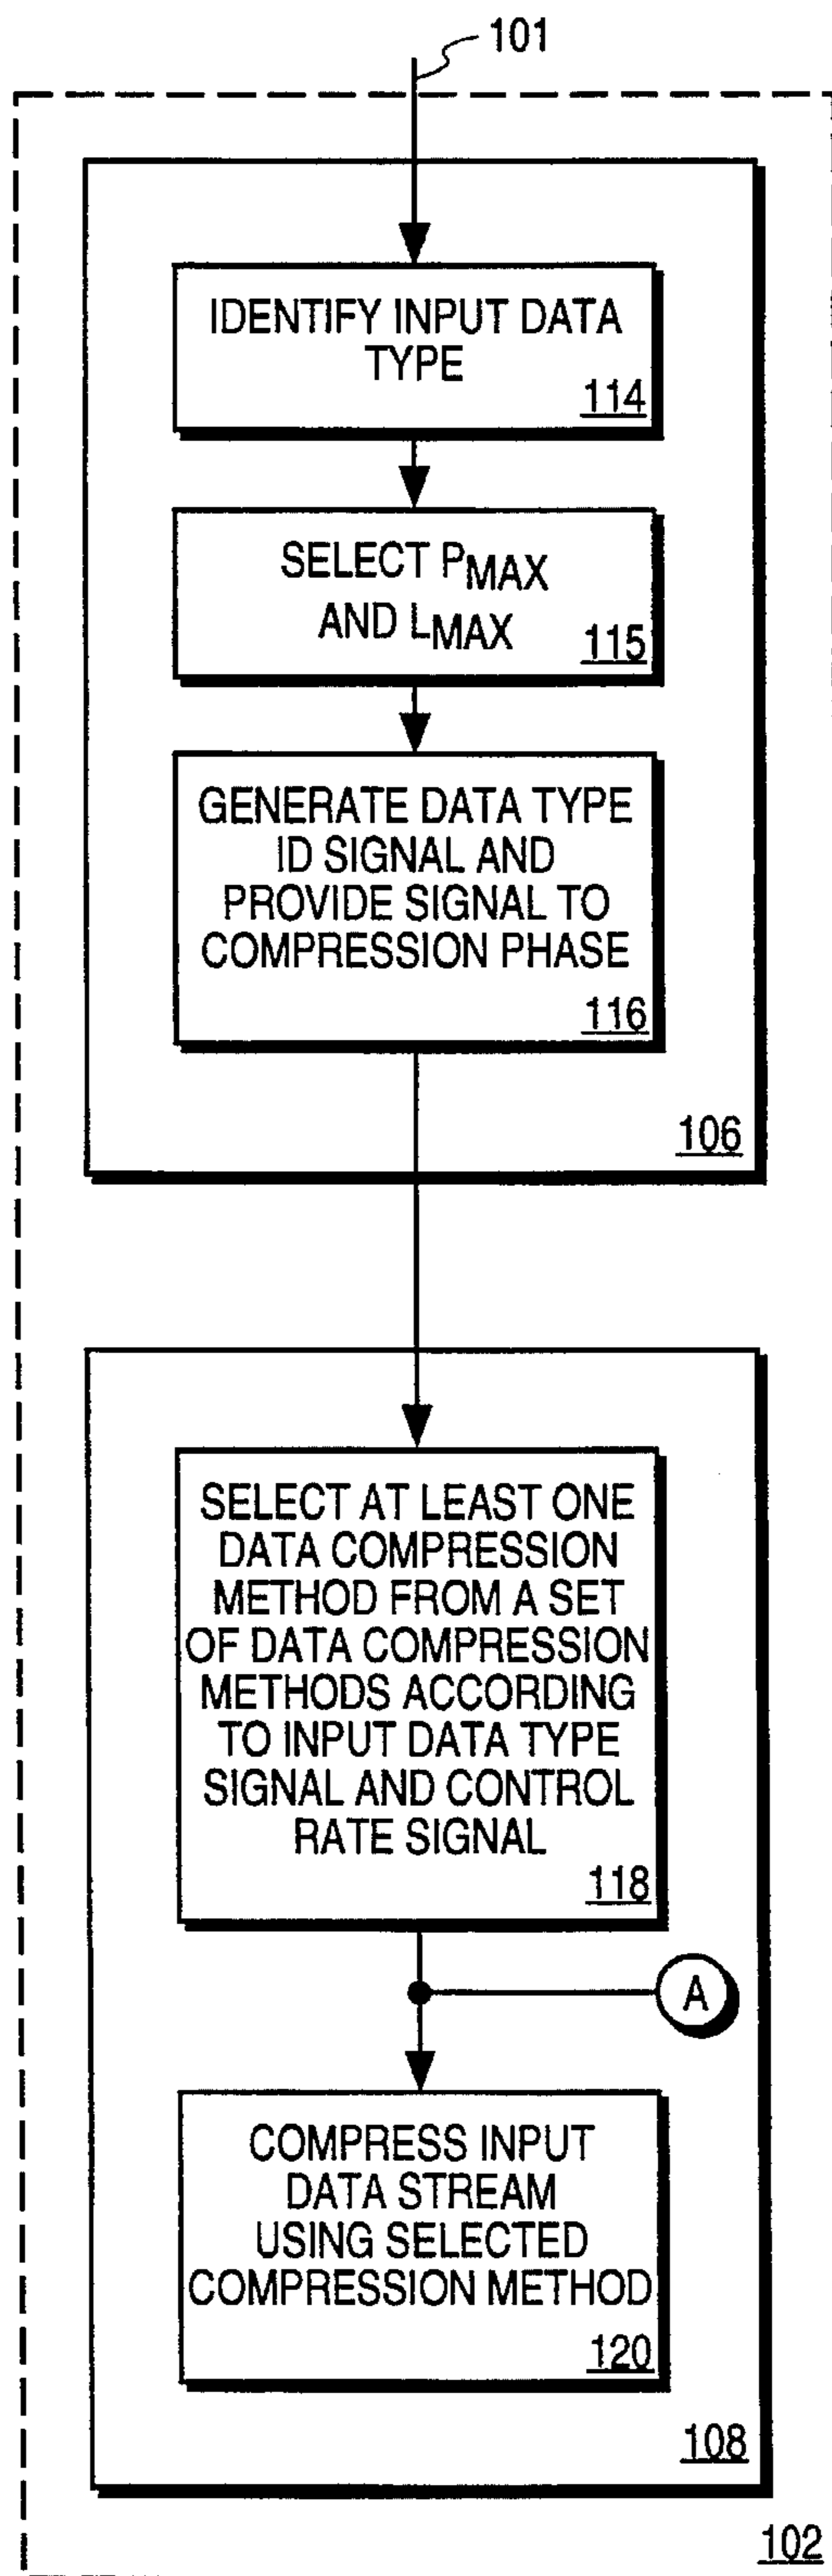 101
IDENTIFY INPUT DATA
TYPE
114
SELECT PMAX
AND LMAX
115
GENERATE DATA TYPE
ID SIGNAL AND
PROVIDE SIGNAL TO
COMPRESSION PHASE
116
106
SELECT AT LEAST ONE
DATA COMPRESSION
METHOD FROM A SET
OF DATA COMPRESSION
METHODS ACCORDING
TO INPUT DATA TYPE
SIGNAL AND CONTROL
RATE SIGNAL
118
A
COMPRESS INPUT
DATA STREAM
USING SELECTED
COMPRESSION METHOD
120
108
102